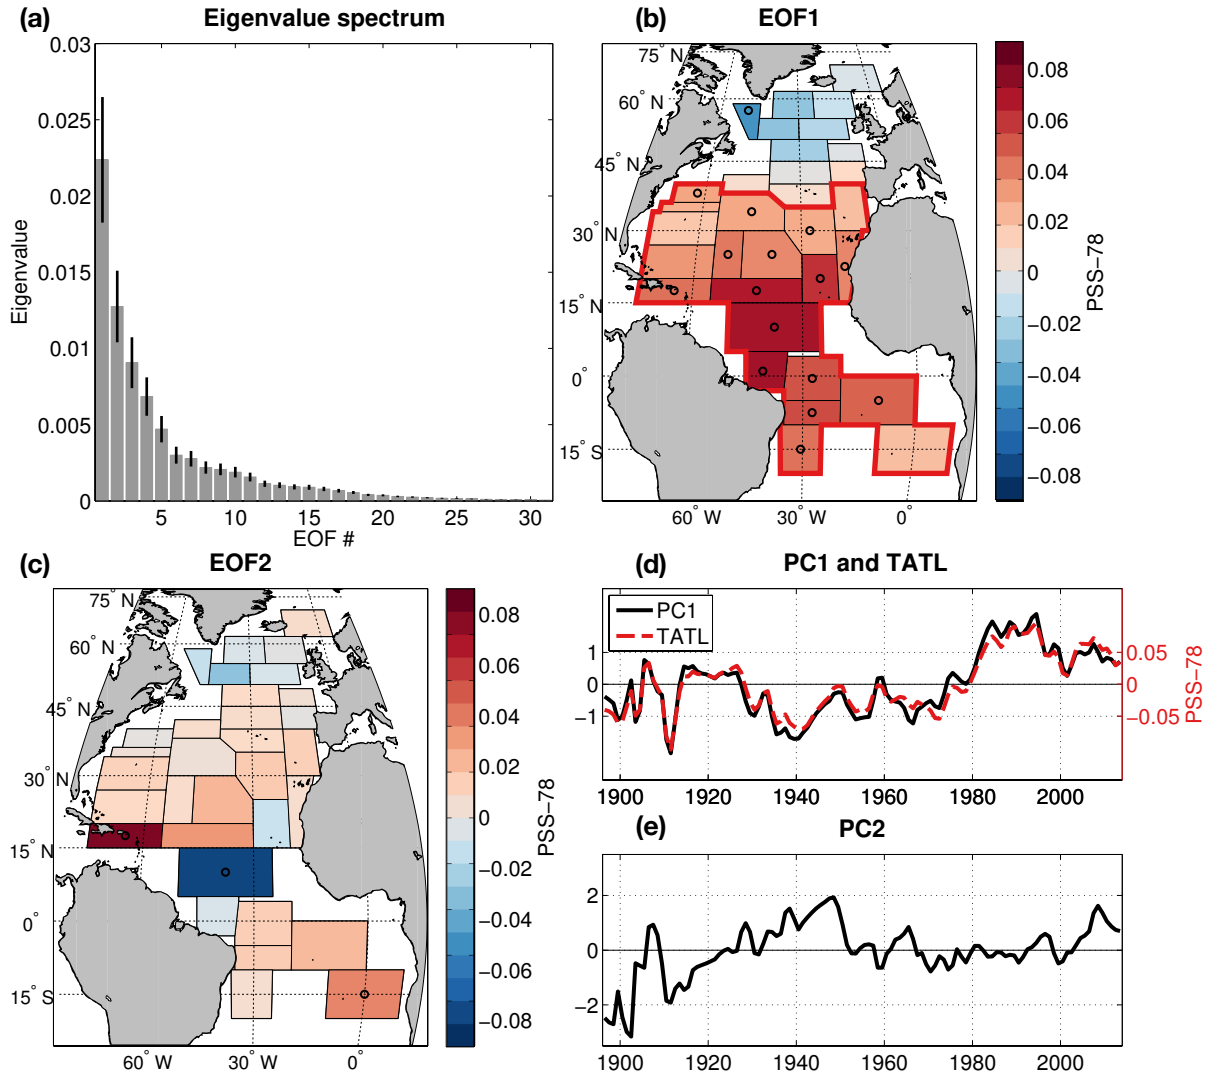 (a) Eigenvalue spectrum
0.03
0.025
0.02
0.015
0.01
0.005
0
Eigenvalue
5 10 15 20 25 30
EOF #
(b) EOF1
75° N
60° N
45° N
30° N
15° N
0°
15° S
60° W 30° W 0°
0.08
0.06
0.04
0.02
0
−0.02
−0.04
−0.06
−0.08
PSS−78
(c) EOF2
75° N
60° N
45° N
30° N
15° N
0°
15° S
60° W 30° W 0°
0.08
0.06
0.04
0.02
0
−0.02
−0.04
−0.06
−0.08
PSS−78
(d) PC1 and TATL
PC1
TATL
1
0
−1
0.05
0
−0.05
PSS−78
1900 1920 1940 1960 1980 2000
(e) PC2
2
0
−2
1900 1920 1940 1960 1980 2000